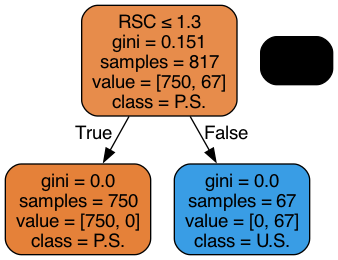 RSC ≤ 1.3
gini = 0.151
samples = 817
value = [750, 67]
class = P.S.
True
False
gini = 0.0
samples = 750
value = [750, 0]
class = P.S.
gini = 0.0
samples = 67
value = [0, 67]
class = U.S.